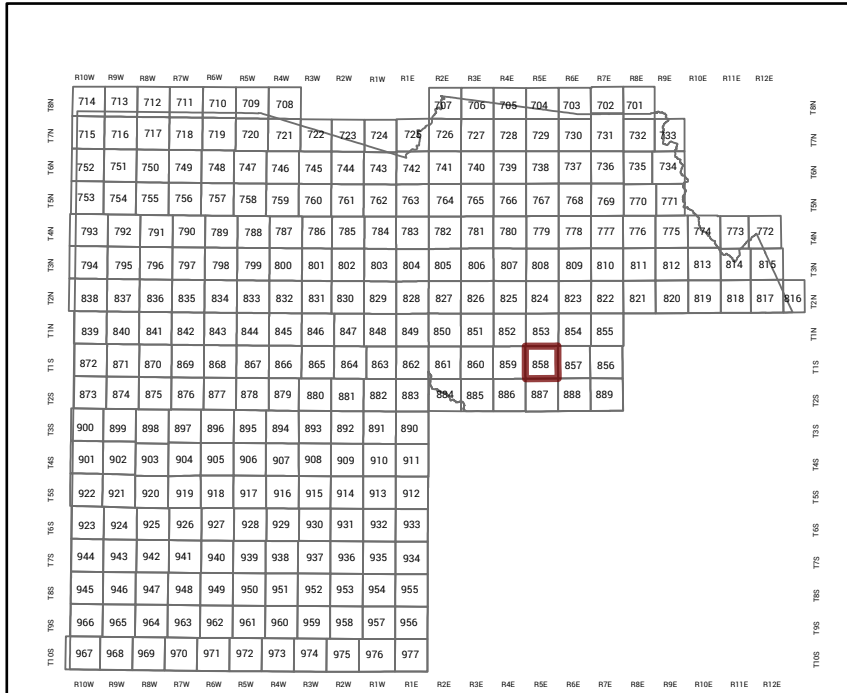 R10W R9W R8W R7W R6W R5W R4W R3W R2W R1W R1E R2E R3E R4E R5E R6E R7E R8E R9E R10E R11E R12E
T8N 714 713 712 711 710 709 708 707 706 705 704 703 702 701 T8N
T7N 715 716 717 718 719 720 721 722 723 724 725 726 727 728 729 730 731 732 733 T7N
T6N 752 751 750 749 748 747 746 745 744 743 742 741 740 739 738 737 736 735 734 T6N
T5N 753 754 755 756 757 758 759 760 761 762 763 764 765 766 767 768 769 770 771 T5N
T4N 793 792 791 790 789 788 787 786 785 784 783 782 781 780 779 778 777 776 775 774 773 772 T4N
T3N 794 795 796 797 798 799 800 801 802 803 804 805 806 807 808 809 810 811 812 813 814 815 T3N
T2N 838 837 836 835 834 833 832 831 830 829 828 827 826 825 824 823 822 821 820 819 818 817 816 T2N
T1N 839 840 841 842 843 844 845 846 847 848 849 850 851 852 853 854 855 T1N
T1S 872 871 870 869 868 867 866 865 864 863 862 861 860 859 858 857 856 T1S
T2S 873 874 875 876 877 878 879 880 881 882 883 884 885 886 887 888 889 T2S
T3S 900 899 898 897 896 895 894 893 892 891 890 T3S
T4S 901 902 903 904 905 906 907 908 909 910 911 T4S
T5S 922 921 920 919 918 917 916 915 914 913 912 T5S
T6S 923 924 925 926 927 928 929 930 931 932 933 T6S
T7S 944 943 942 941 940 939 938 937 936 935 934 T7S
T8S 945 946 947 948 949 950 951 952 953 954 955 T8S
T9S 966 965 964 963 962 961 960 959 958 957 956 T9S
T10S 967 968 969 970 971 972 973 974 975 976 977 T10S
R10W R9W R8W R7W R6W R5W R4W R3W R2W R1W R1E R2E R3E R4E R5E R6E R7E R8E R9E R10E R11E R12E